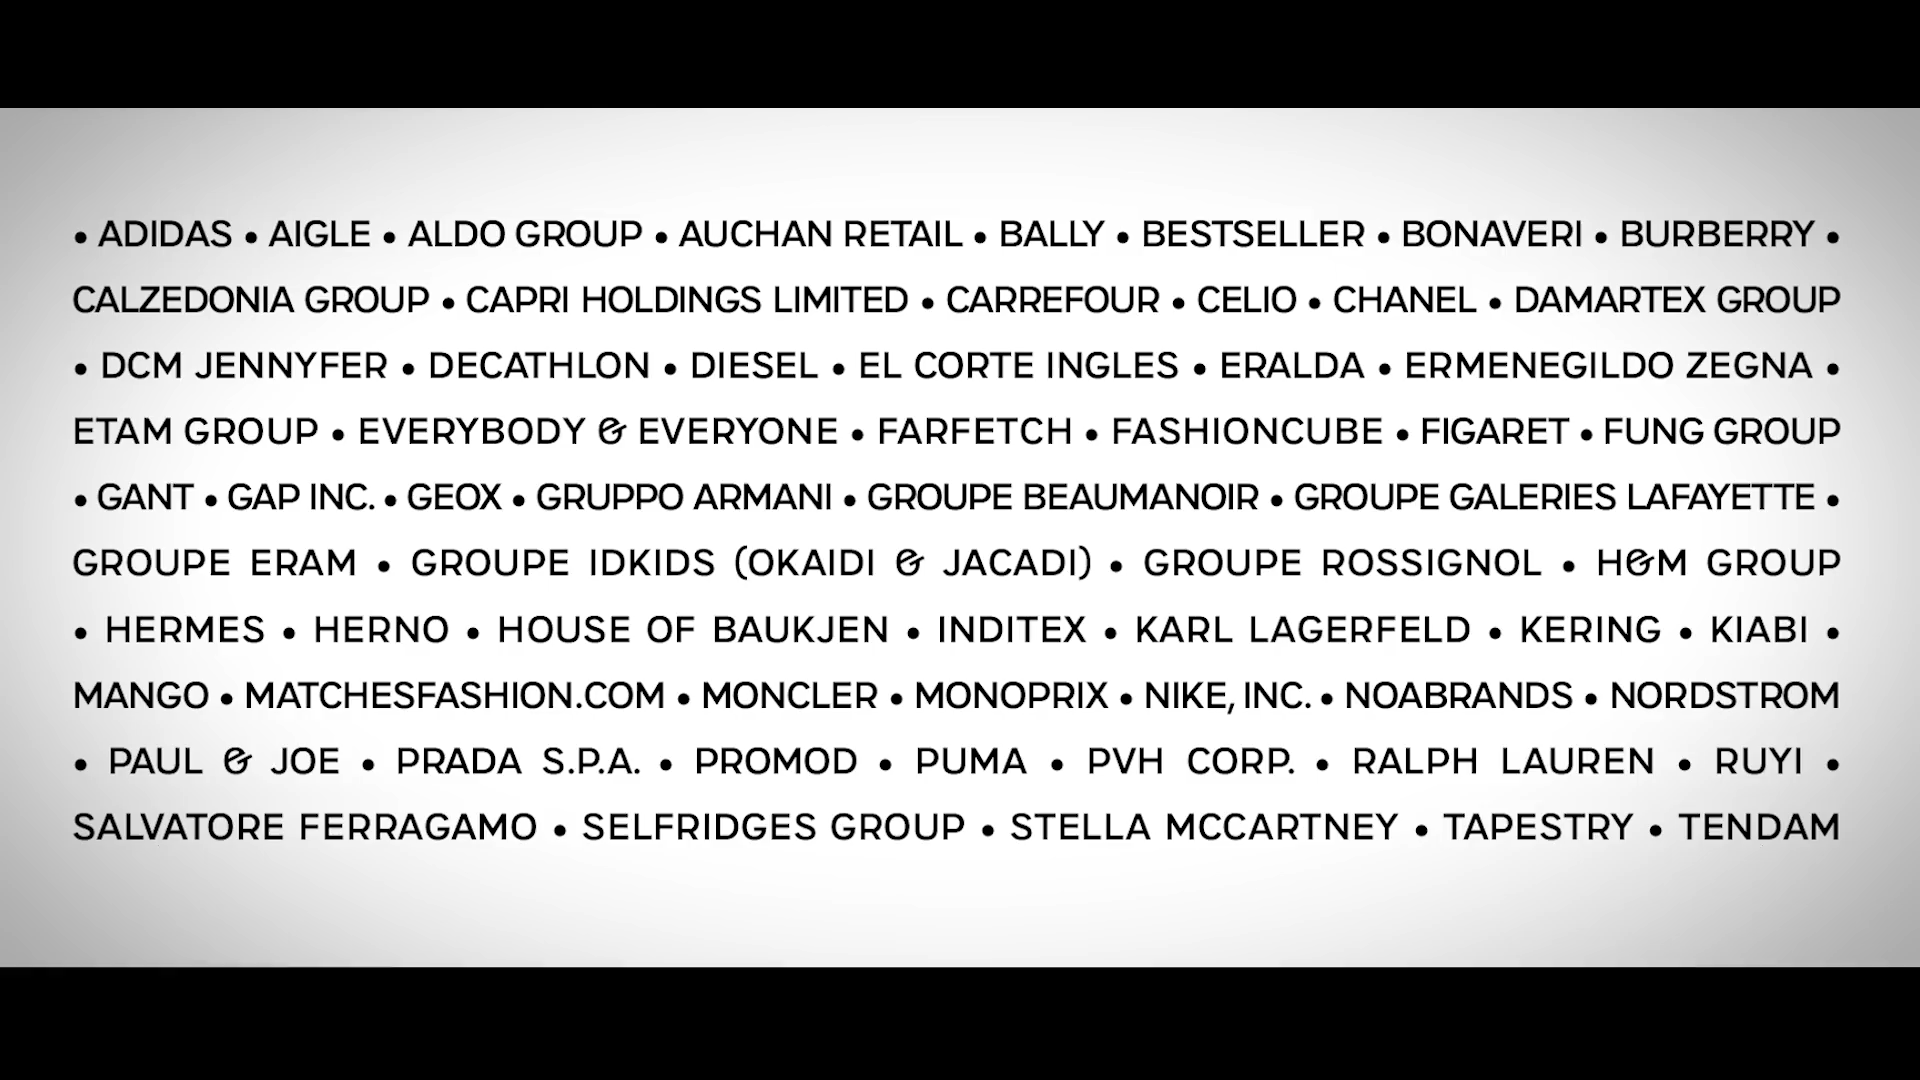 • ADIDAS • AIGLE • ALDO GROUP • AUCHAN RETAIL • BALLY • BESTSELLER • BONAVERI • BURBERRY •
CALZEDONIA GROUP • CAPRI HOLDINGS LIMITED • CARREFOUR • CELIO • CHANEL • DAMARTEX GROUP
• DCM JENNYFER • DECATHLON • DIESEL • EL CORTE INGLES • ERALDA • ERMENEGILDO ZEGNA •
ETAM GROUP • EVERYBODY & EVERYONE • FARFETCH • FASHIONCUBE • FIGARET • FUNG GROUP
• GANT • GAP INC. • GEOX • GRUPPO ARMANI • GROUPE BEAUMANOIR • GROUPE GALERIES LAFAYETTE •
GROUPE ERAM • GROUPE IDKIDS (OKAIDI & JACADI) • GROUPE ROSSIGNOL • H&M GROUP
• HERMES • HERNO • HOUSE OF BAUKJEN • INDITEX • KARL LAGERFELD • KERING • KIABI •
MANGO • MATCHESFASHION.COM • MONCLER • MONOPRIX • NIKE, INC. • NOABRANDS • NORDSTROM
• PAUL & JOE • PRADA S.P.A. • PROMOD • PUMA • PVH CORP. • RALPH LAUREN • RUYI •
SALVATORE FERRAGAMO • SELFRIDGES GROUP • STELLA MCCARTNEY • TAPESTRY • TENDAM